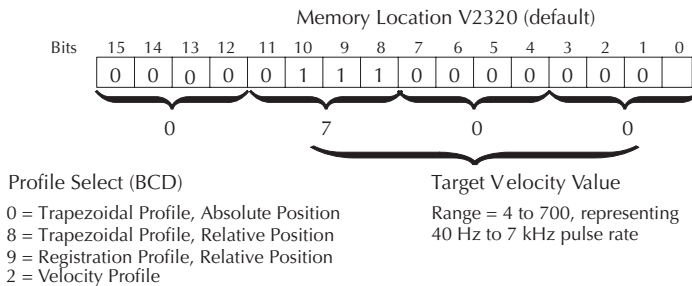 Memory Location V2320 (default)
Bits 15 14 13 12 11 10 9 8 7 6 5 4 3 2 1 0
0 0 0 0 0 1 1 1 0 0 0 0 0 0 0
0 7 0 0
Profile Select (BCD)
0 = Trapezoidal Profile, Absolute Position
8 = Trapezoidal Profile, Relative Position
9 = Registration Profile, Relative Position
2 = Velocity Profile
Target Velocity Value
Range = 4 to 700, representing
40 Hz to 7 kHz pulse rate